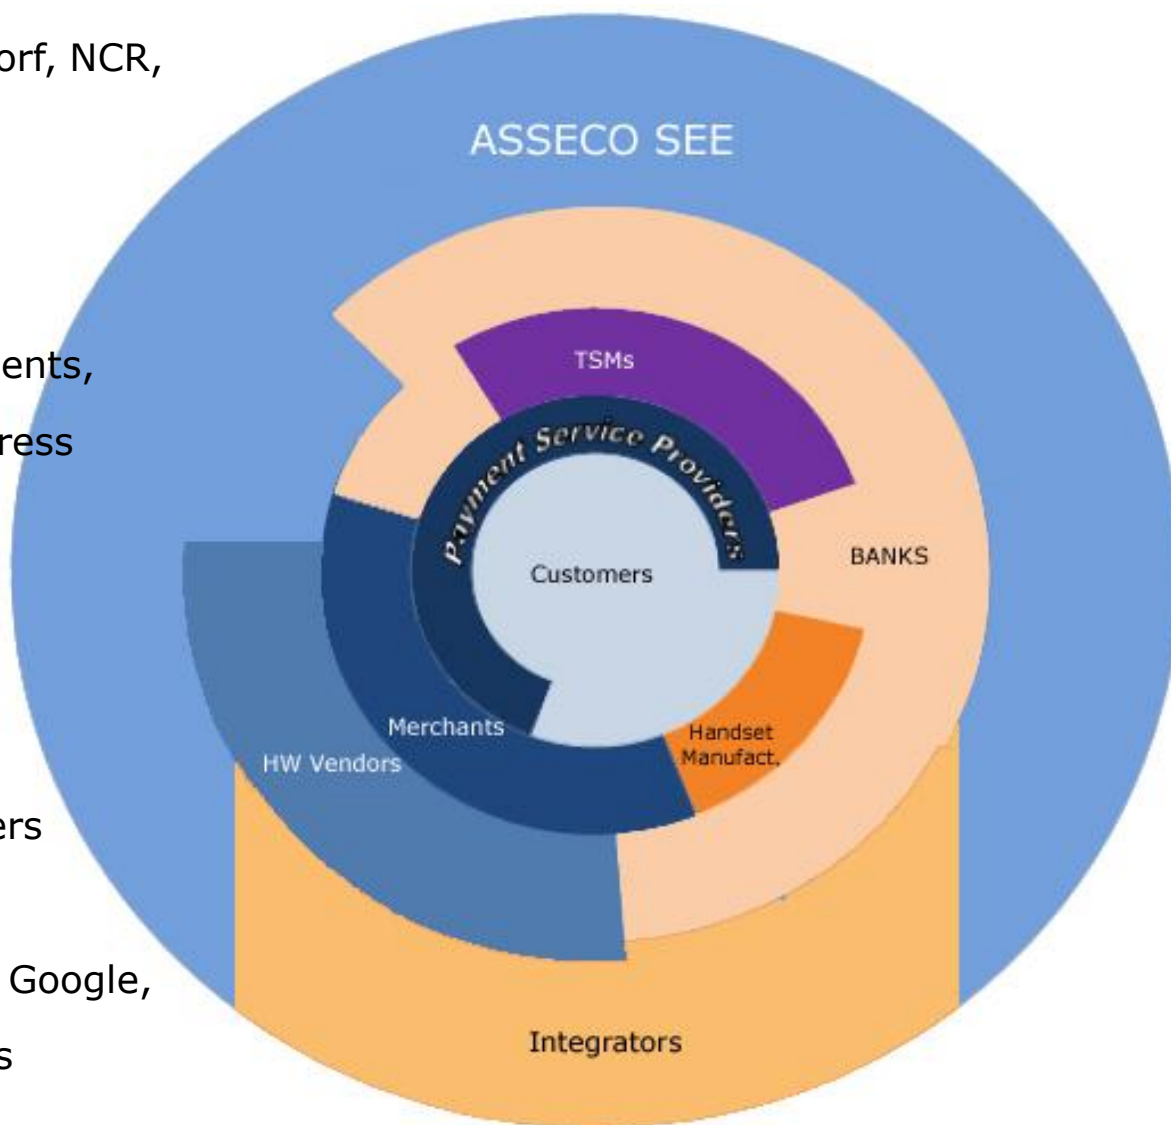 orf, NCR,
ents,
ress
ers
Google,
s
ASSECO SEE
TSMs
Payment Service Providers
BANKS
Customers
Merchants
Handset
Manufact.
HW Vendors
Integrators